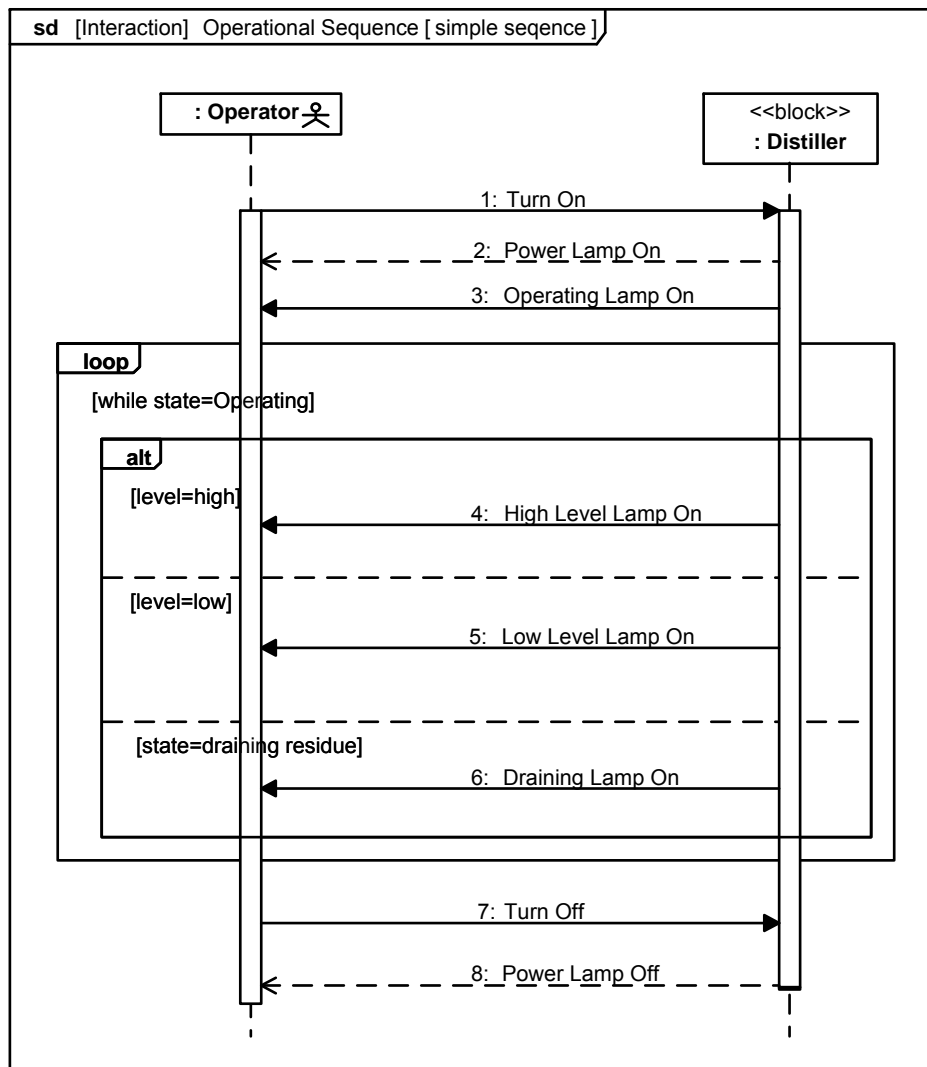 sd [Interaction] Operational Sequence [ simple seqence ]
: Operator
<<block>>
: Distiller
1: Turn On
2: Power Lamp On
3: Operating Lamp On
loop
[while state=Operating]
alt
[level=high]
4: High Level Lamp On
[level=low]
5: Low Level Lamp On
[state=draining residue]
6: Draining Lamp On
7: Turn Off
8: Power Lamp Off